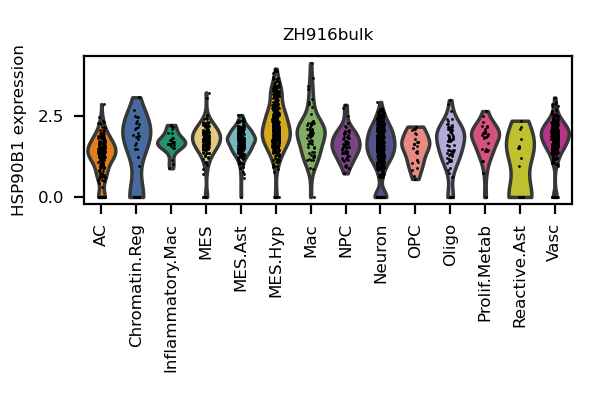 ZH916bulk
HSP90B1 expression
2.5
0.0
AC
Chromatin.Reg
Inflammatory.Mac
MES
MES.Ast
MES.Hyp
Mac
NPC
Neuron
OPC
Oligo
Prolif.Metab
Reactive.Ast
Vasc